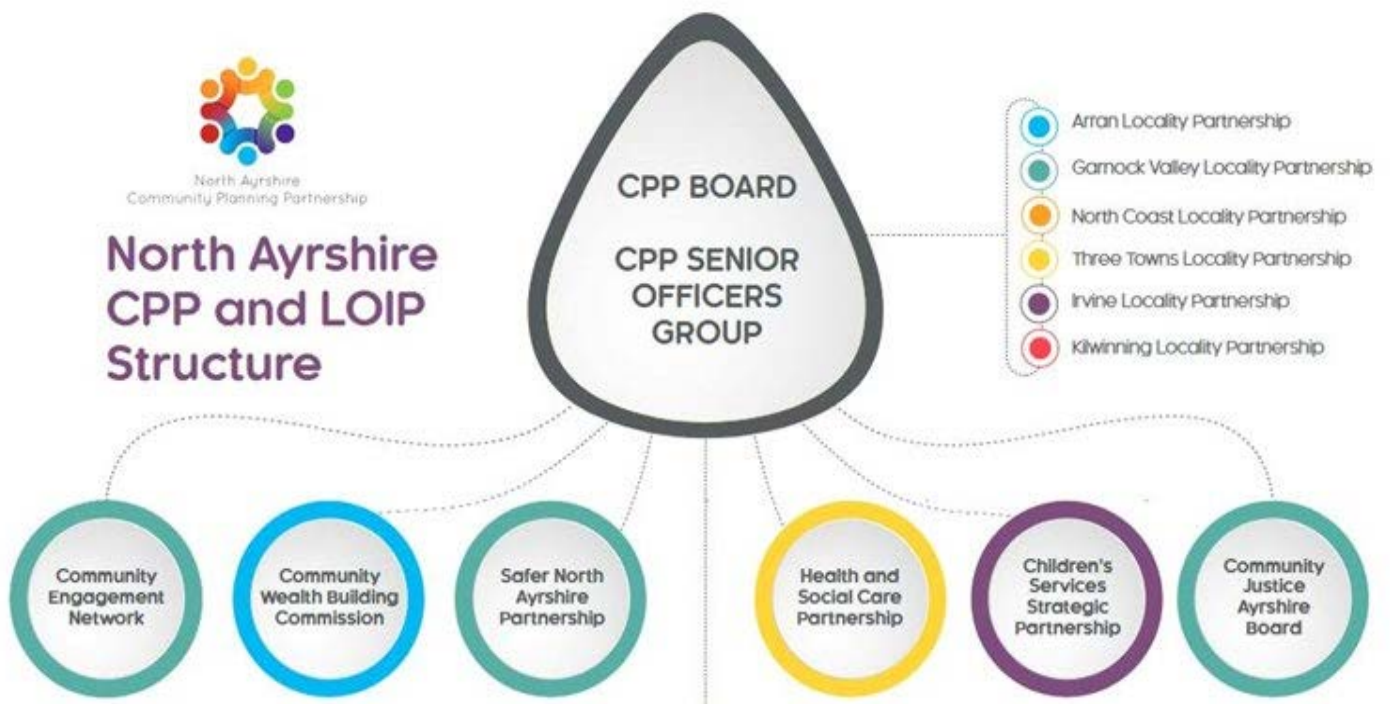 North Ayrshire
Community Planning Partnership
North Ayrshire
CPP and LOIP
Structure
CPP BOARD
CPP SENIOR
OFFICERS
GROUP
Arran Locality Partnership
Garnock Valley Locality Partnership
North Coast Locality Partnership
Three Towns Locality Partnership
Irvine Locality Partnership
Kilwinning Locality Partnership
Community
Engagement
Network
Community
Wealth Building
Commission
Safer North
Ayrshire
Partnership
Health and
Social Care
Partnership
Children's
Services
Strategic
Partnership
Community
Justice
Ayrshire
Board